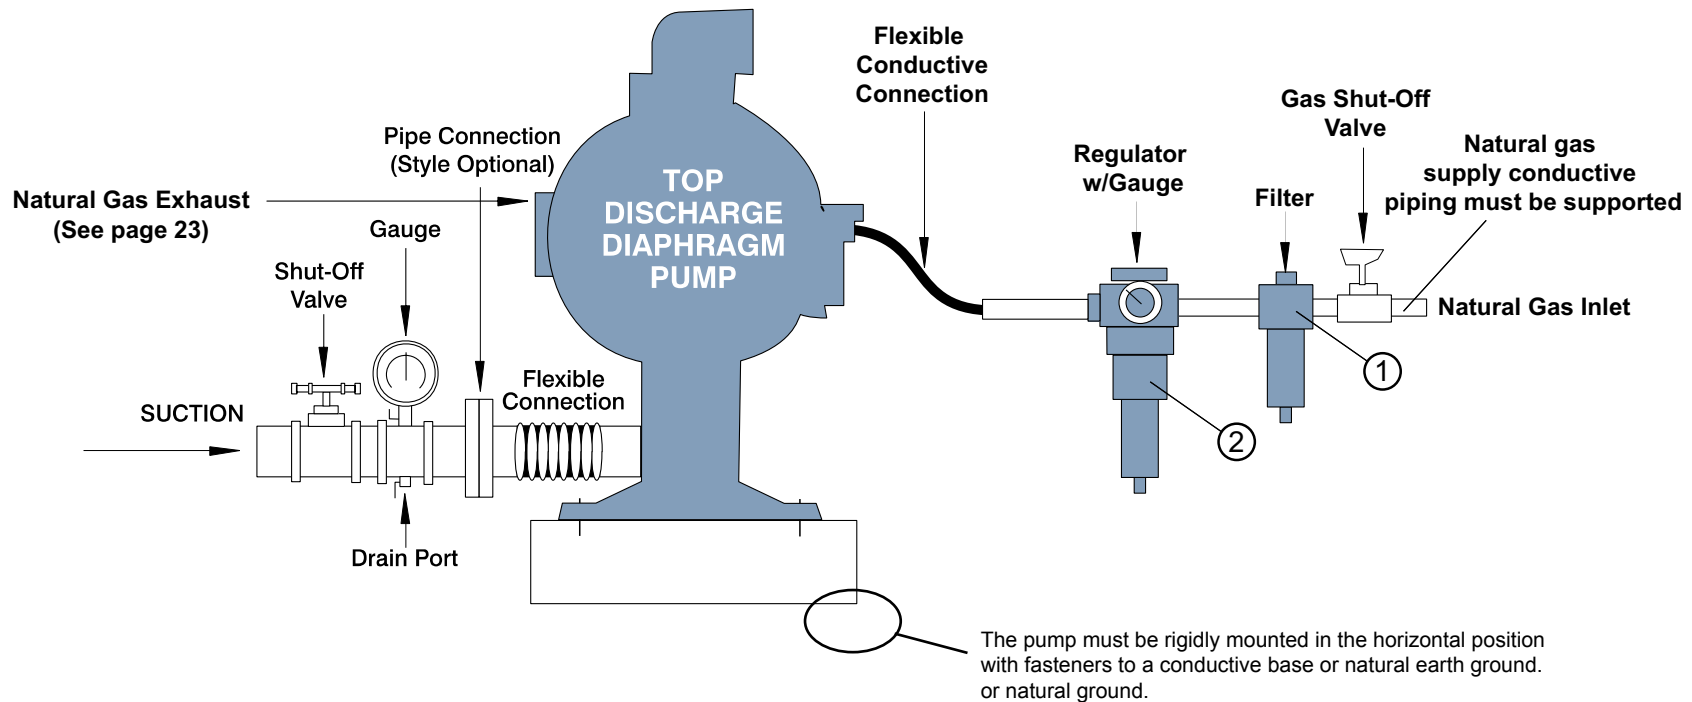 Flexible
Conductive
Connection
Gas Shut-Off
Valve
Pipe Connection
(Style Optional)
Natural gas
supply conductive
piping must be supported
Regulator
w/Gauge
Filter
Natural Gas Exhaust
(See page 23)
TOP
DISCHARGE
DIAPHRAGM
PUMP
Gauge
Shut-Off
Valve
Natural Gas Inlet
1
Flexible
Connection
SUCTION
2
Drain Port
The pump must be rigidly mounted in the horizontal position
with fasteners to a conductive base or natural earth ground.
or natural ground.